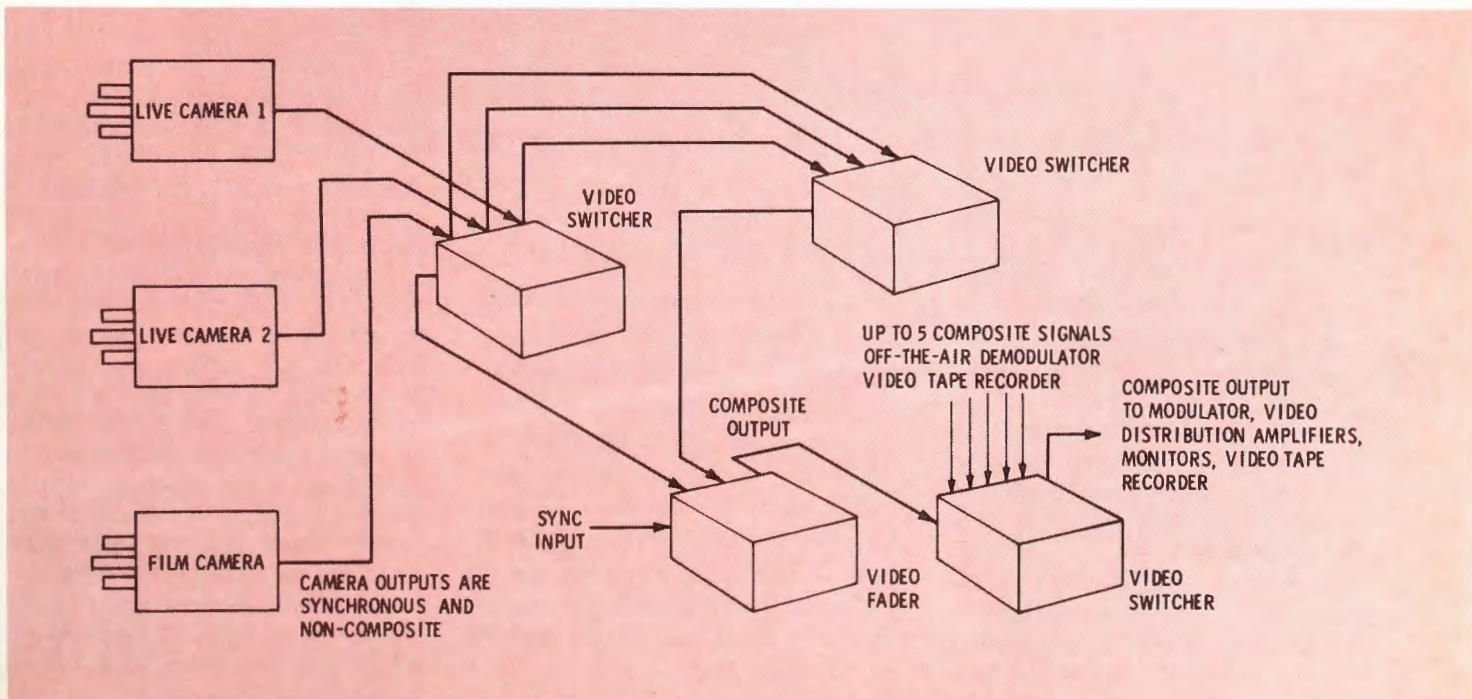 LIVE CAMERA 1
VIDEO
SWITCHER
VIDEO SWITCHER
LIVE CAMERA 2
UP TO 5 COMPOSITE SIGNALS
OFF-THE-AIR DEMODULATOR
VIDEO TAPE RECORDER
COMPOSITE OUTPUT
TO MODULATOR, VIDEO
DISTRIBUTION AMPLIFIERS,
MONITORS, VIDEO TAPE
RECORDER
COMPOSITE
OUTPUT
SYNC
INPUT
FILM CAMERA
CAMERA OUTPUTS ARE
SYNCHRONOUS AND
NON-COMPOSITE
VIDEO
FADER
VIDEO
SWITCHER